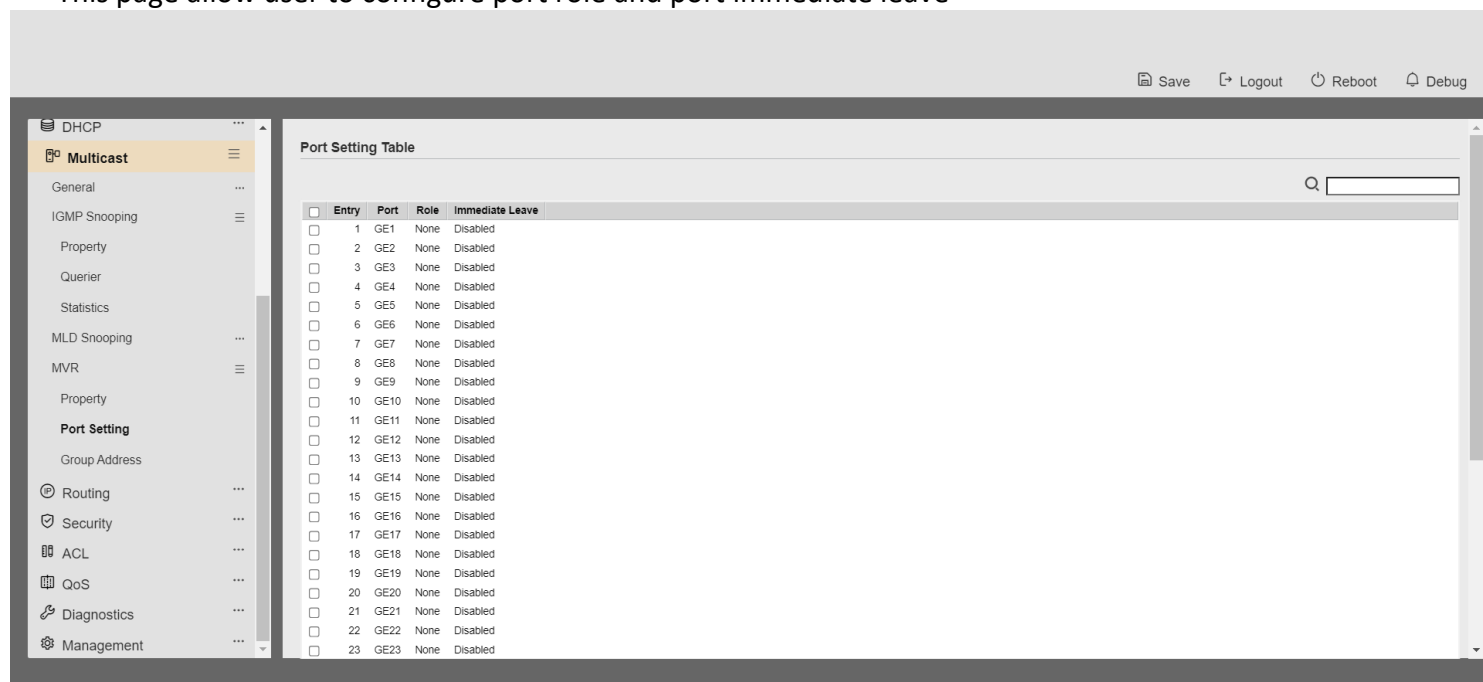 This page allow user to configure port role and port immediate leave
Save Logout Reboot Debug
DHCP ...
Multicast
General ...
IGMP Snooping
Property
Querier
Statistics
MLD Snooping ...
MVR
Property
Port Setting
Group Address
Routing ...
Security ...
ACL ...
QoS ...
Diagnostics ...
Management ...
Port Setting Table
Entry Port Role Immediate Leave
1 GE1 None Disabled
2 GE2 None Disabled
3 GE3 None Disabled
4 GE4 None Disabled
5 GE5 None Disabled
6 GE6 None Disabled
7 GE7 None Disabled
8 GE8 None Disabled
9 GE9 None Disabled
10 GE10 None Disabled
11 GE11 None Disabled
12 GE12 None Disabled
13 GE13 None Disabled
14 GE14 None Disabled
15 GE15 None Disabled
16 GE16 None Disabled
17 GE17 None Disabled
18 GE18 None Disabled
19 GE19 None Disabled
20 GE20 None Disabled
21 GE21 None Disabled
22 GE22 None Disabled
23 GE23 None Disabled